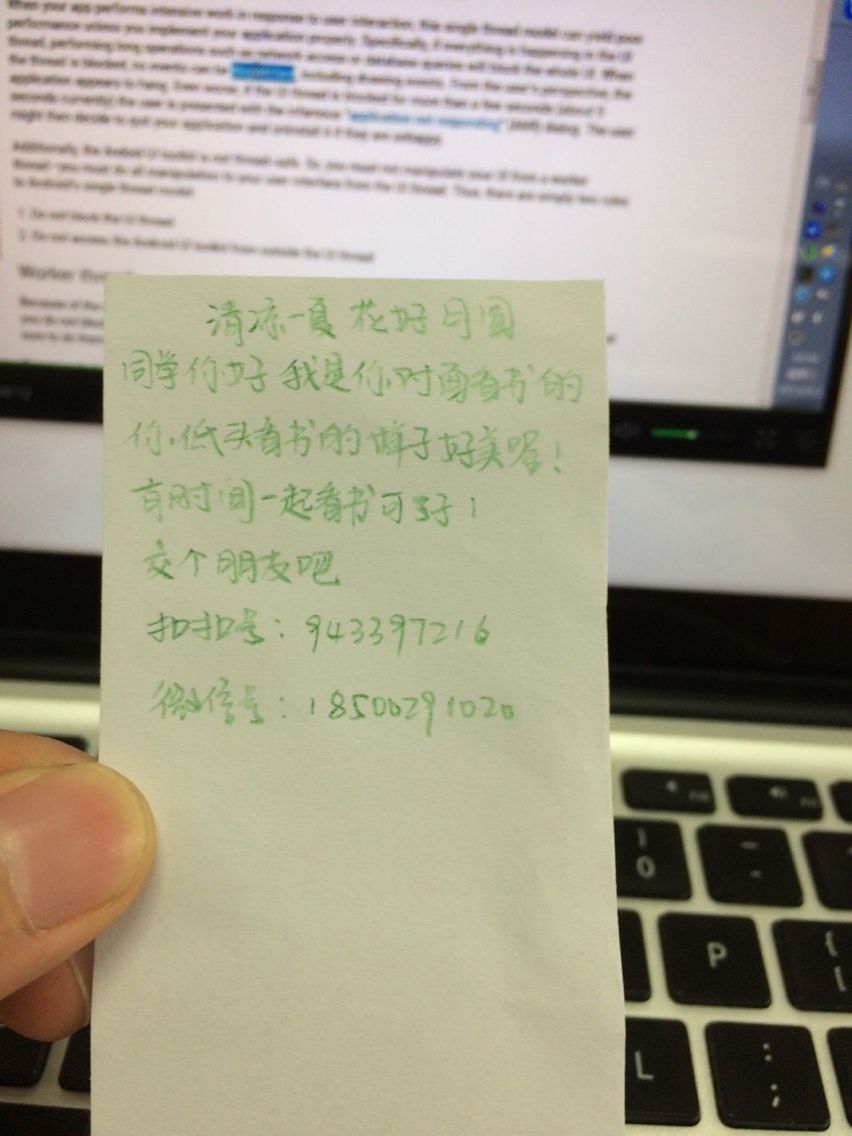 When your app performs intensive work in response to user interaction, this single thread model can yield poor
performance unless you implement your application properly. Specifically, if everything is happening in the UI
thread, performing long operations such as network access or database queries will block the whole UI. When
the thread is blocked, no events can be
including drawing events. From the user's perspective, the
application appears to hang. Even worse, if the UI thread is blocked for more than a few seconds (about 5
seconds currently) the user is presented with the infamous "application not responding" (ANR) dialog. The user
might then decide to quit your application and uninstall it if they are unhappy.
Additionally, the Android UI toolkit is not thread-safe. So, you must not manipulate your UI from a worker
thread—you must do all manipulation to your user interface from the UI thread. Thus, there are simply two rules
to Android's single thread model:
1. Do not block the UI thread
2. Do not access the Android UI toolkit from outside the UI thread
Worker
清凉一夏 花好月圆
同学你好 我是你对面看书的
你低头看书的样子好美喔!
有时间一起看书可好!
交个朋友吧
扣扣号: 943397216
微信号: 18500291020
)
0
_
-
P
{
[
L
:
;